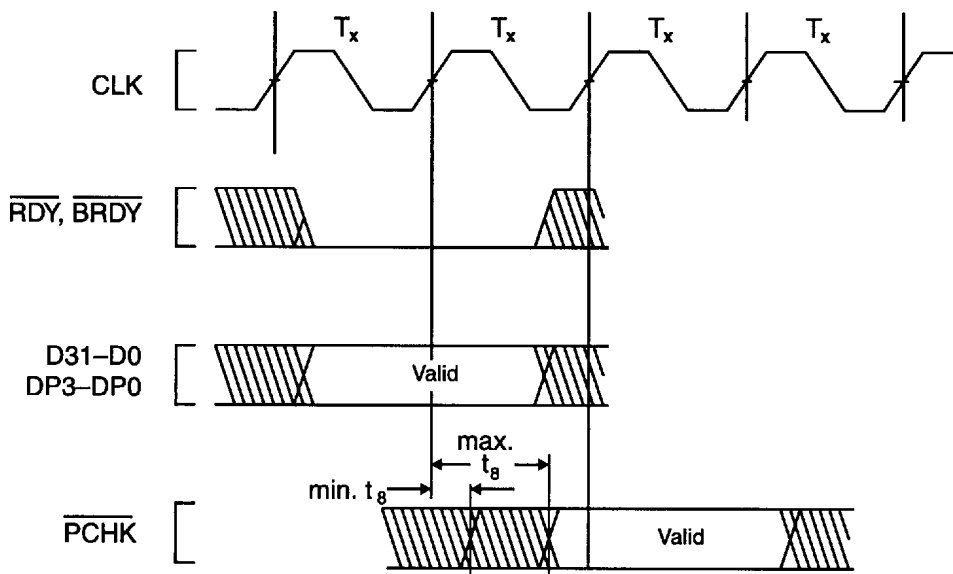 Tx Tx Tx Tx
CLK
RDY, BRDY
D31–D0
DP3–DP0
Valid
max.
t8
min. t8
PCHK
Valid